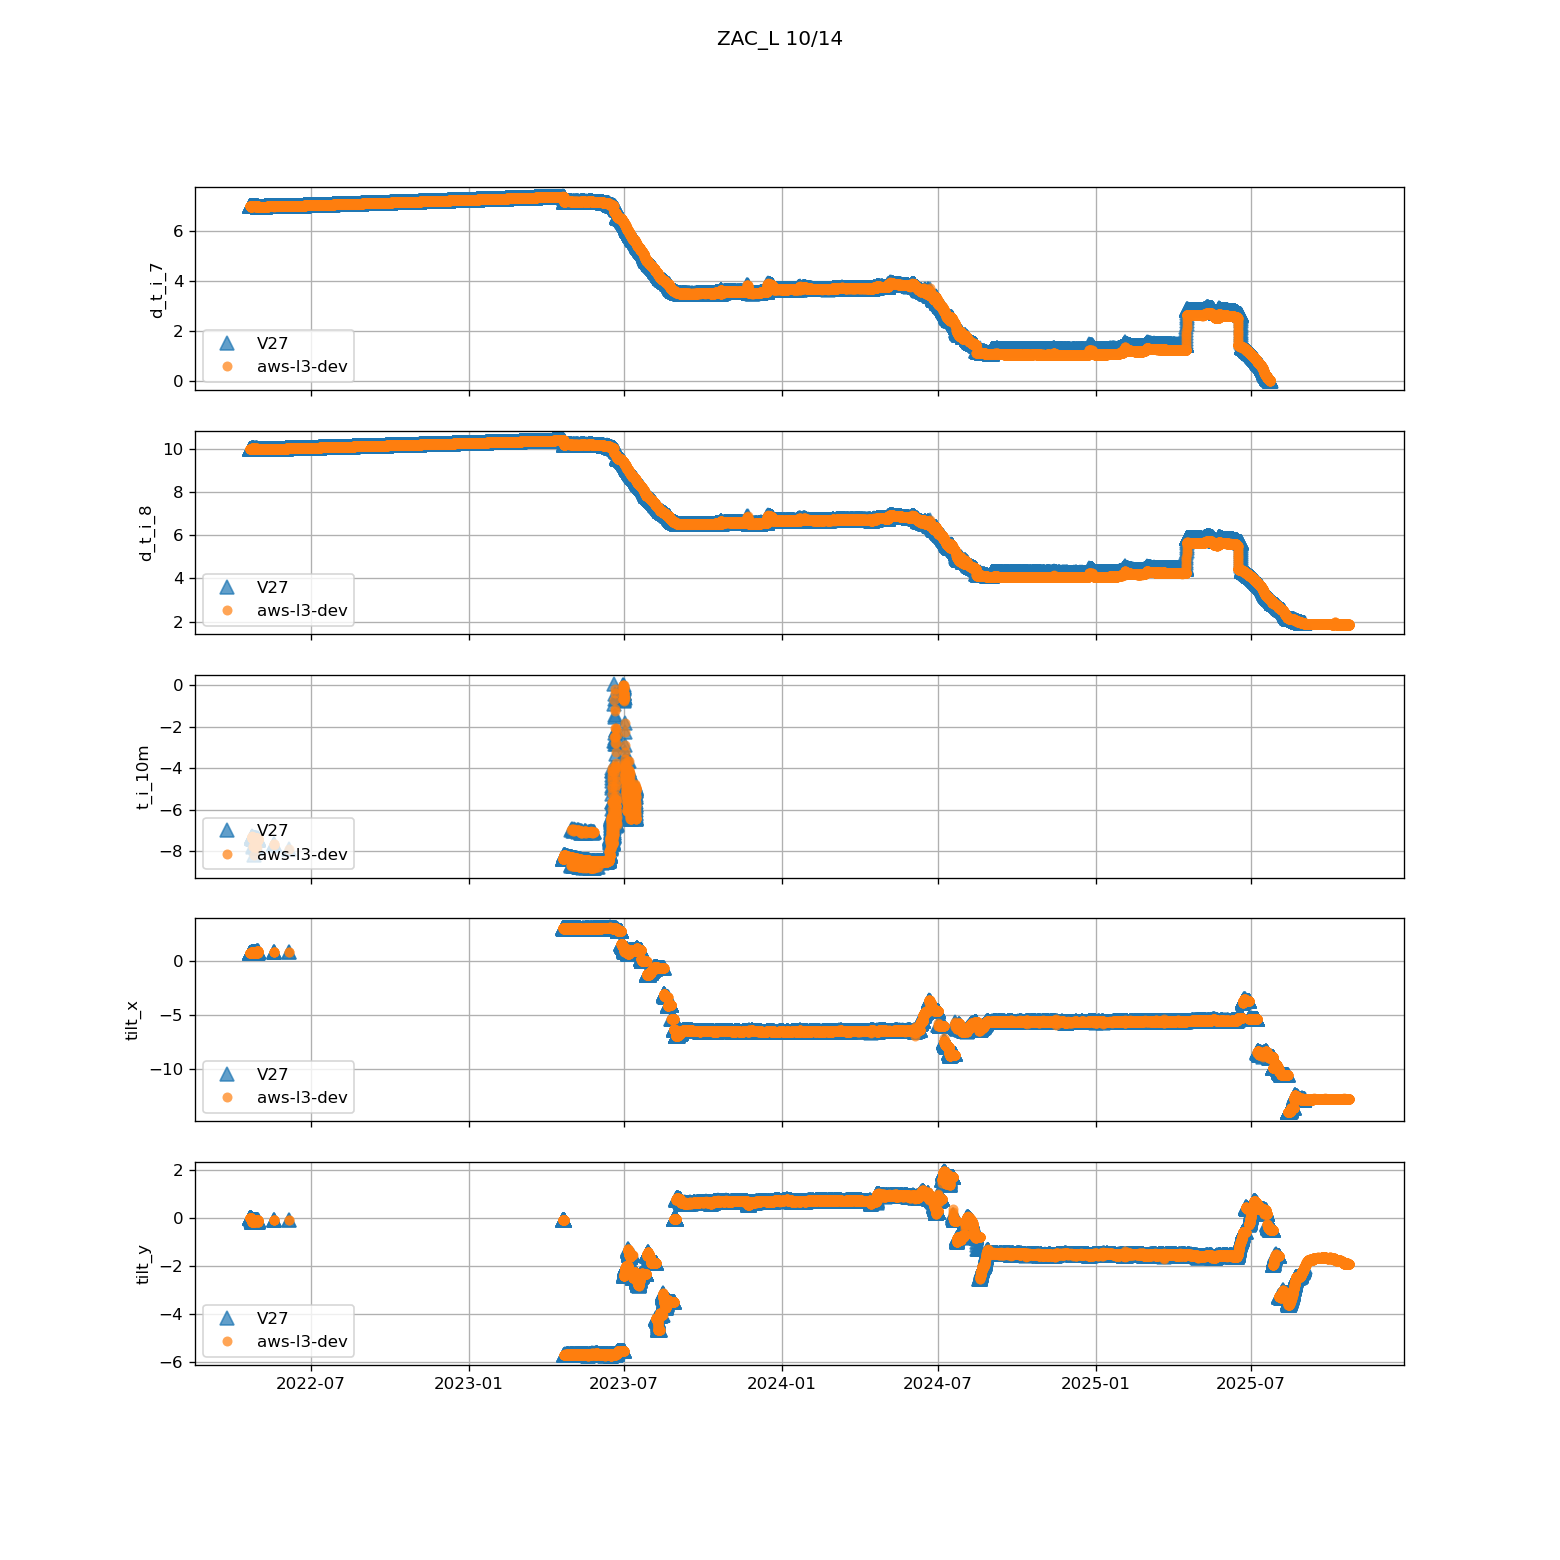 ZAC_L 10/14
d_t_i_7
6
4
2
0
V27
aws-l3-dev
d_t_i_8
10
8
6
4
2
V27
aws-l3-dev
t_i_10m
0
−2
−4
−6
−8
V27
aws-l3-dev
tilt_x
0
−5
−10
V27
aws-l3-dev
tilt_y
2
0
−2
−4
−6
V27
aws-l3-dev
2022-07 2023-01 2023-07 2024-01 2024-07 2025-01 2025-07